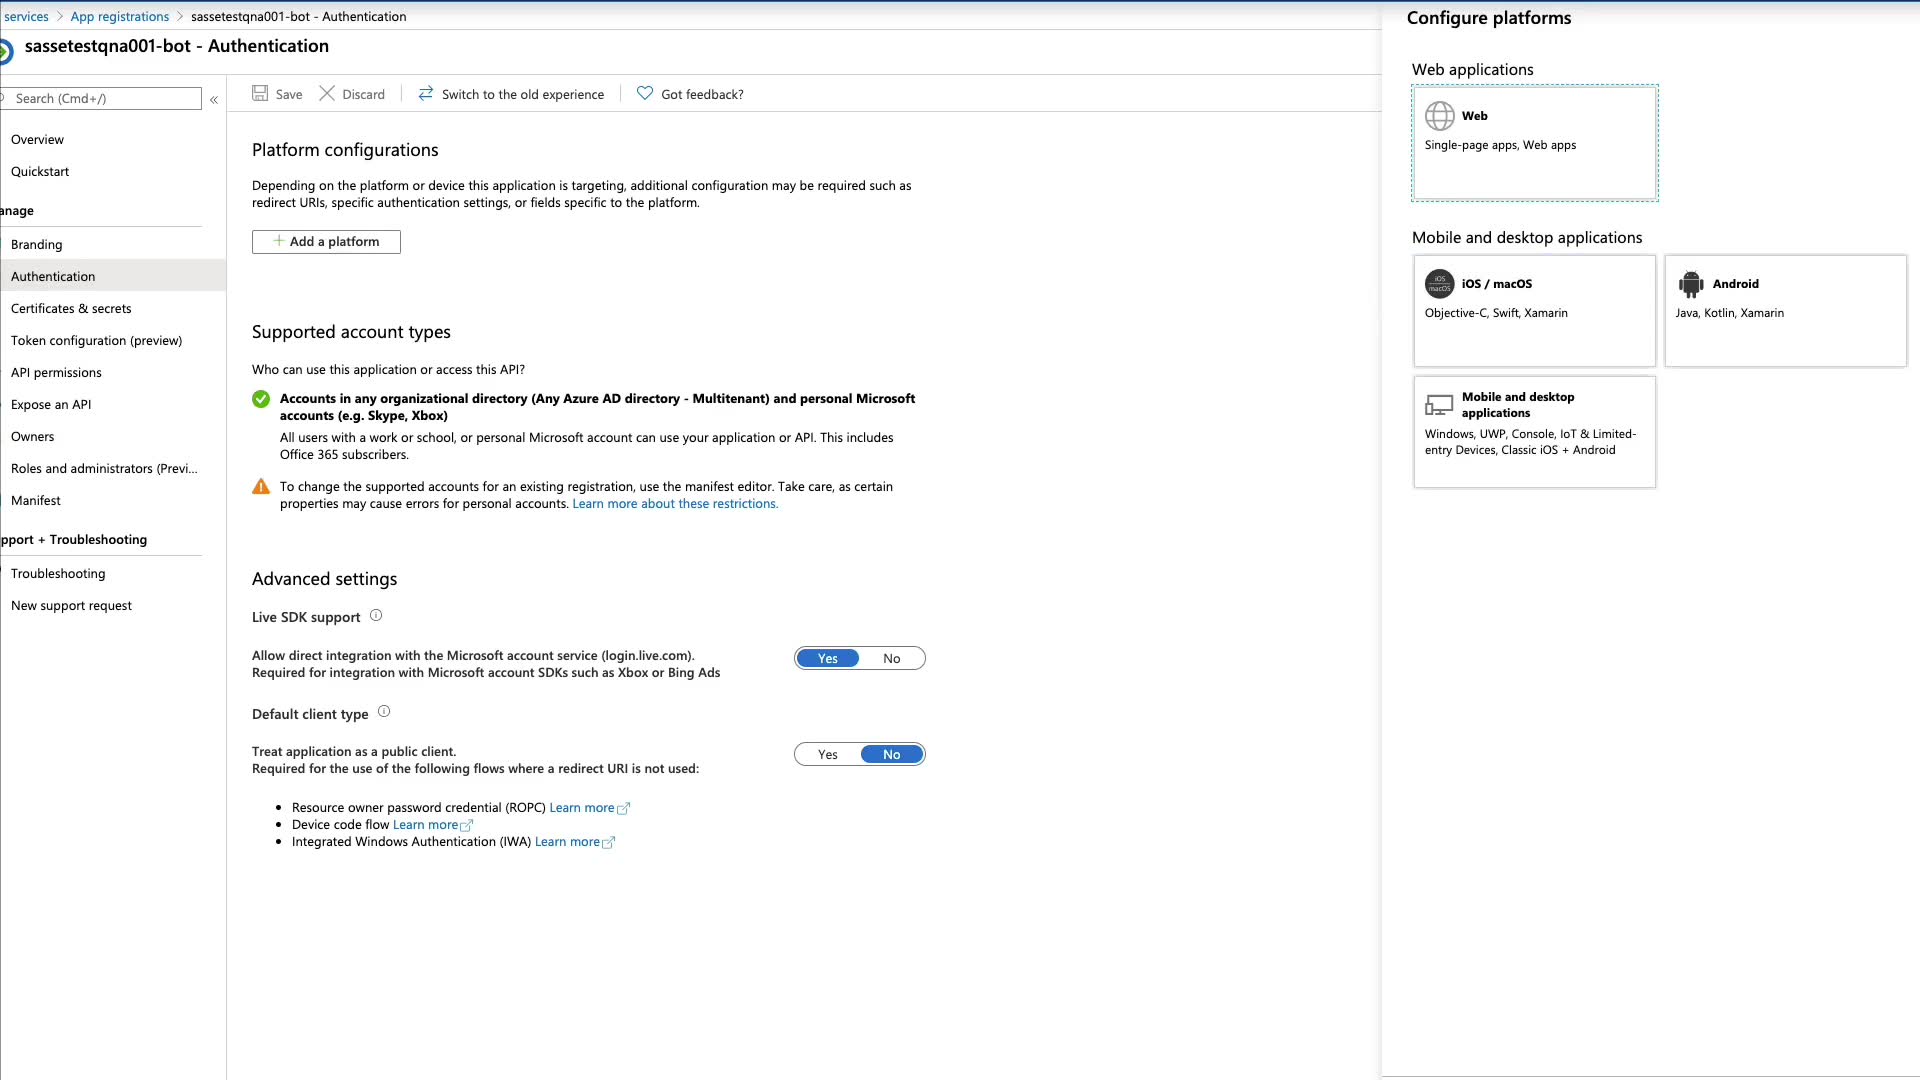 services > App registrations > sassetestqna001-bot - Authentication
sassetestqna001-bot - Authentication
Search (Cmd+/)
«
Overview
Quickstart
anage
Branding
Authentication
Certificates & secrets
Token configuration (preview)
API permissions
Expose an API
Owners
Roles and administrators (Previ...
Manifest
pport + Troubleshooting
Troubleshooting
New support request
Save
Discard
Switch to the old experience
Got feedback?
Platform configurations
Depending on the platform or device this application is targeting, additional configuration may be required such as
redirect URIs, specific authentication settings, or fields specific to the platform.
+ Add a platform
Supported account types
Who can use this application or access this API?
Accounts in any organizational directory (Any Azure AD directory - Multitenant) and personal Microsoft
accounts (e.g. Skype, Xbox)
All users with a work or school, or personal Microsoft account can use your application or API. This includes
Office 365 subscribers.
To change the supported accounts for an existing registration, use the manifest editor. Take care, as certain
properties may cause errors for personal accounts. Learn more about these restrictions.
Advanced settings
Live SDK support
Allow direct integration with the Microsoft account service (login.live.com).
Required for integration with Microsoft account SDKs such as Xbox or Bing Ads
Yes No
Default client type
Treat application as a public client.
Required for the use of the following flows where a redirect URI is not used:
Yes No
• Resource owner password credential (ROPC) Learn more
• Device code flow Learn more
• Integrated Windows Authentication (IWA) Learn more
Configure platforms
Web applications
Web
Single-page apps, Web apps
Mobile and desktop applications
iOS
macOS
iOS / macOS
Objective-C, Swift, Xamarin
Android
Java, Kotlin, Xamarin
Mobile and desktop
applications
Windows, UWP, Console, IoT & Limited-
entry Devices, Classic iOS + Android